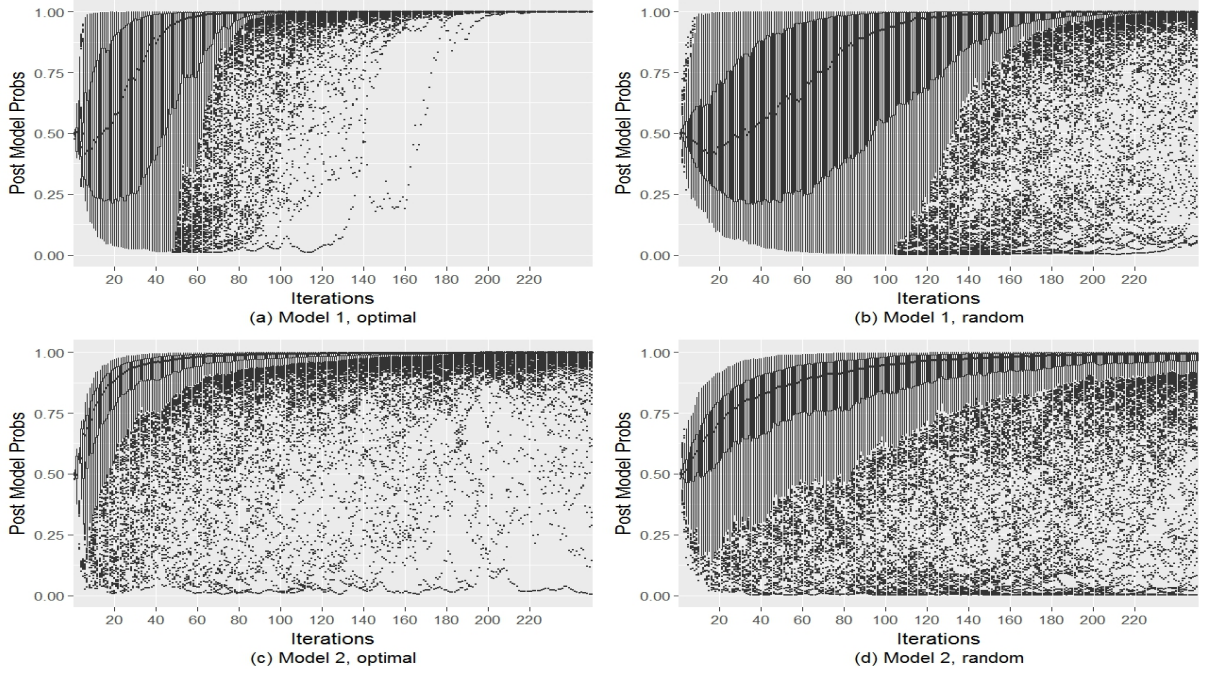 1.00
0.75
0.50
0.25
0.00
Post Model Probs
20 40 60 80 100 120 140 160 180 200 220
Iterations
(a) Model 1, optimal
1.00
0.75
0.50
0.25
0.00
Post Model Probs
20 40 60 80 100 120 140 160 180 200 220
Iterations
(b) Model 1, random
1.00
0.75
0.50
0.25
0.00
Post Model Probs
20 40 60 80 100 120 140 160 180 200 220
Iterations
(c) Model 2, optimal
1.00
0.75
0.50
0.25
0.00
Post Model Probs
20 40 60 80 100 120 140 160 180 200 220
Iterations
(d) Model 2, random